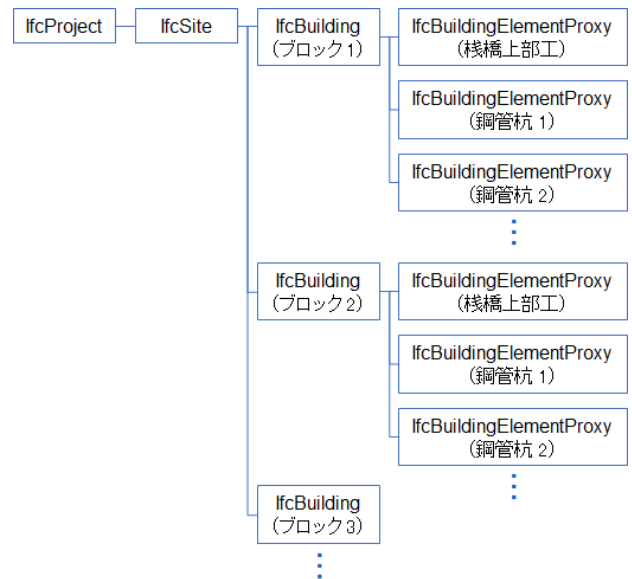 IfcProject
IfcSite
IfcBuilding
(ブロック1)
IfcBuildingElementProxy
(桟橋上部工)
IfcBuildingElementProxy
(鋼管杭 1)
IfcBuildingElementProxy
(鋼管杭 2)
⋮
IfcBuilding
(ブロック2)
IfcBuildingElementProxy
(桟橋上部工)
IfcBuildingElementProxy
(鋼管杭 1)
IfcBuildingElementProxy
(鋼管杭 2)
⋮
IfcBuilding
(ブロック3)
⋮